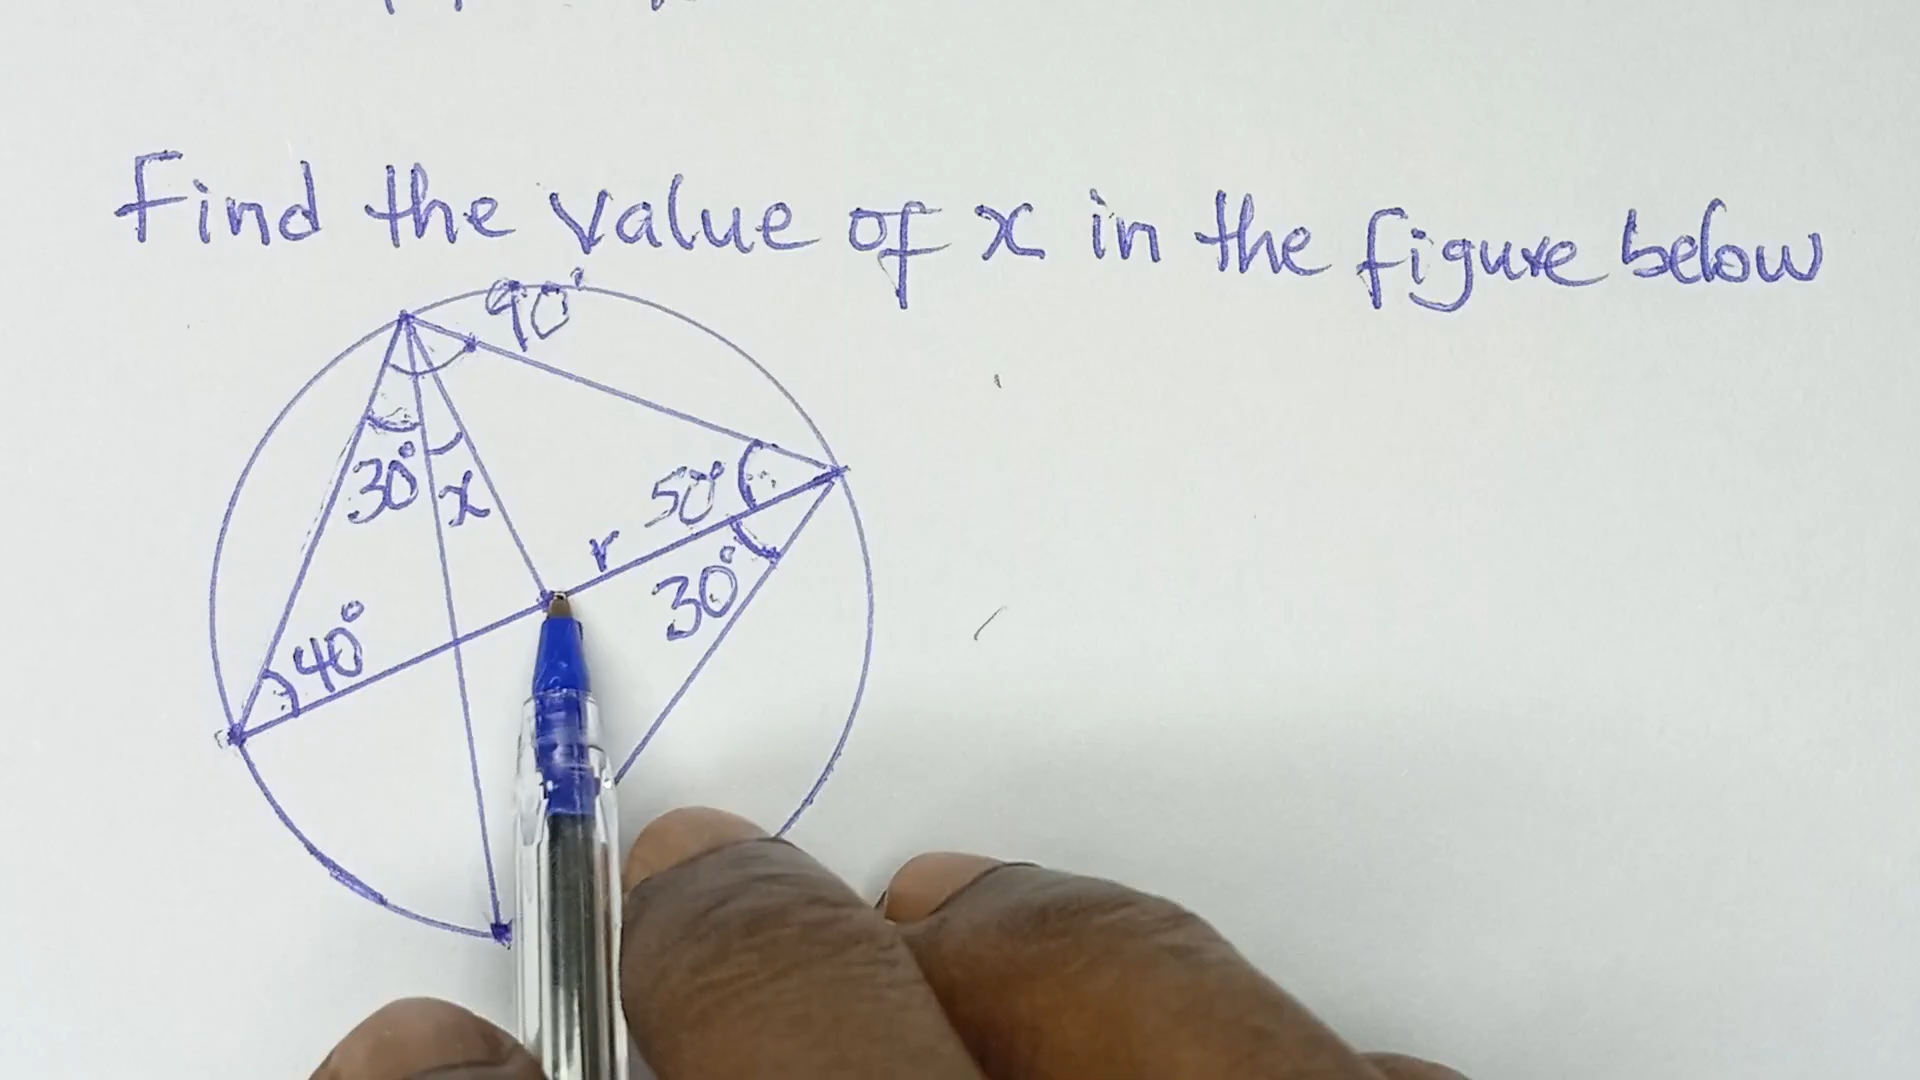 Find the value of x in the figure below
90°
30° x
50°
r
30°
40°